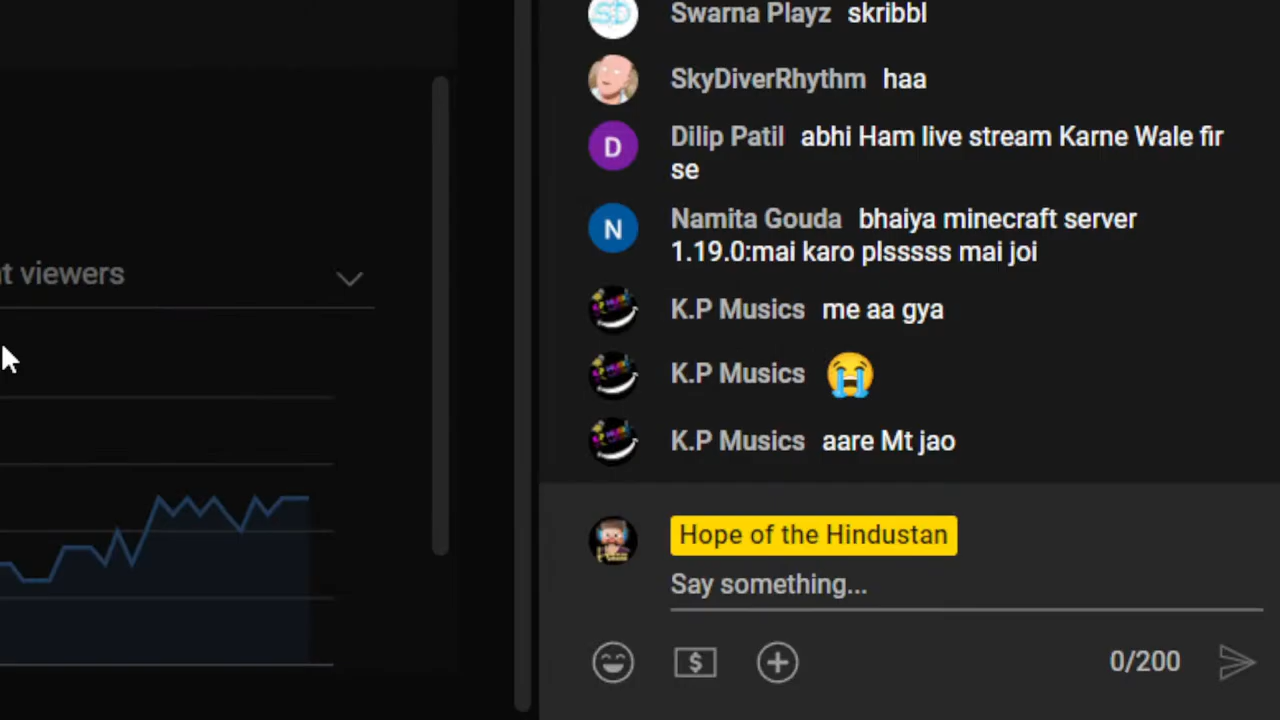 Swarna Playz skribbl
SkyDiverRhythm haa
D Dilip Patil abhi Ham live stream Karne Wale fir
se
t viewers
N Namita Gouda bhaiya minecraft server
1.19.0:mai karo plsssss mai joi
K.P Musics me aa gya
K.P Musics 😭
K.P Musics aare Mt jao
Hope of the Hindustan
Say something...
0/200